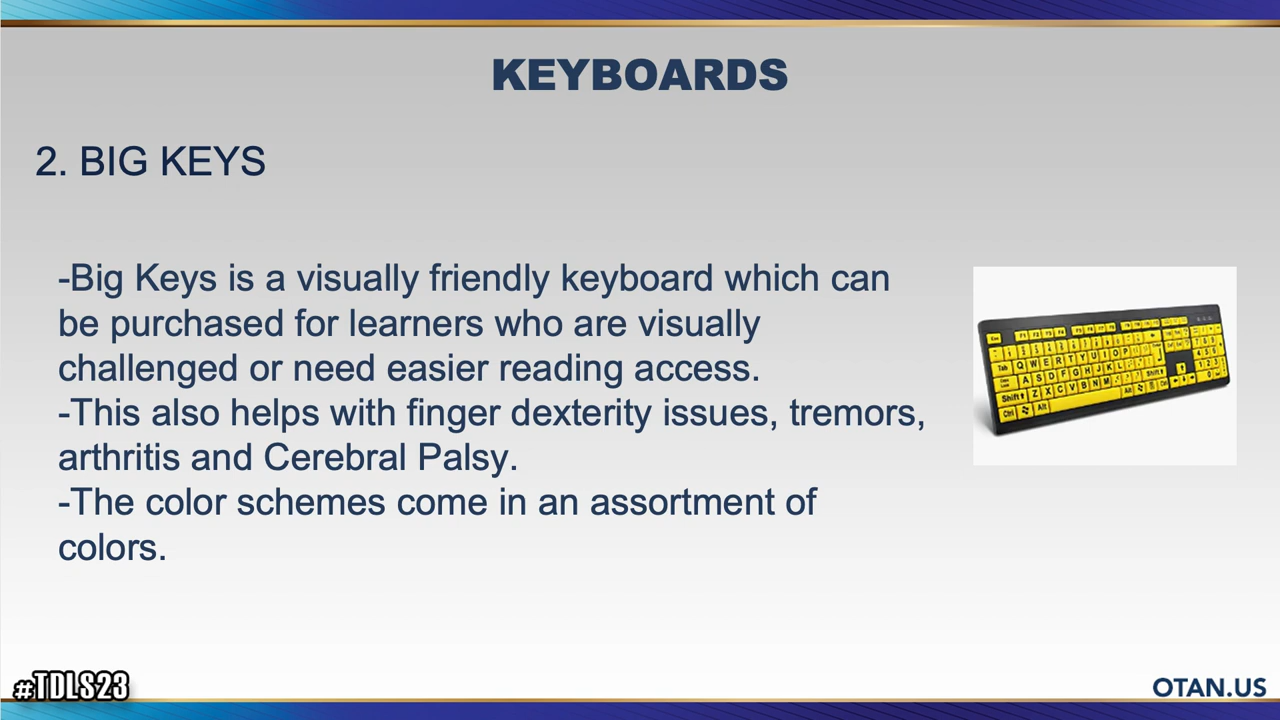 KEYBOARDS
2. BIG KEYS
-Big Keys is a visually friendly keyboard which can
be purchased for learners who are visually
challenged or need easier reading access.
-This also helps with finger dexterity issues, tremors,
arthritis and Cerebral Palsy.
-The color schemes come in an assortment of
colors.
#TDLS23
OTAN.US